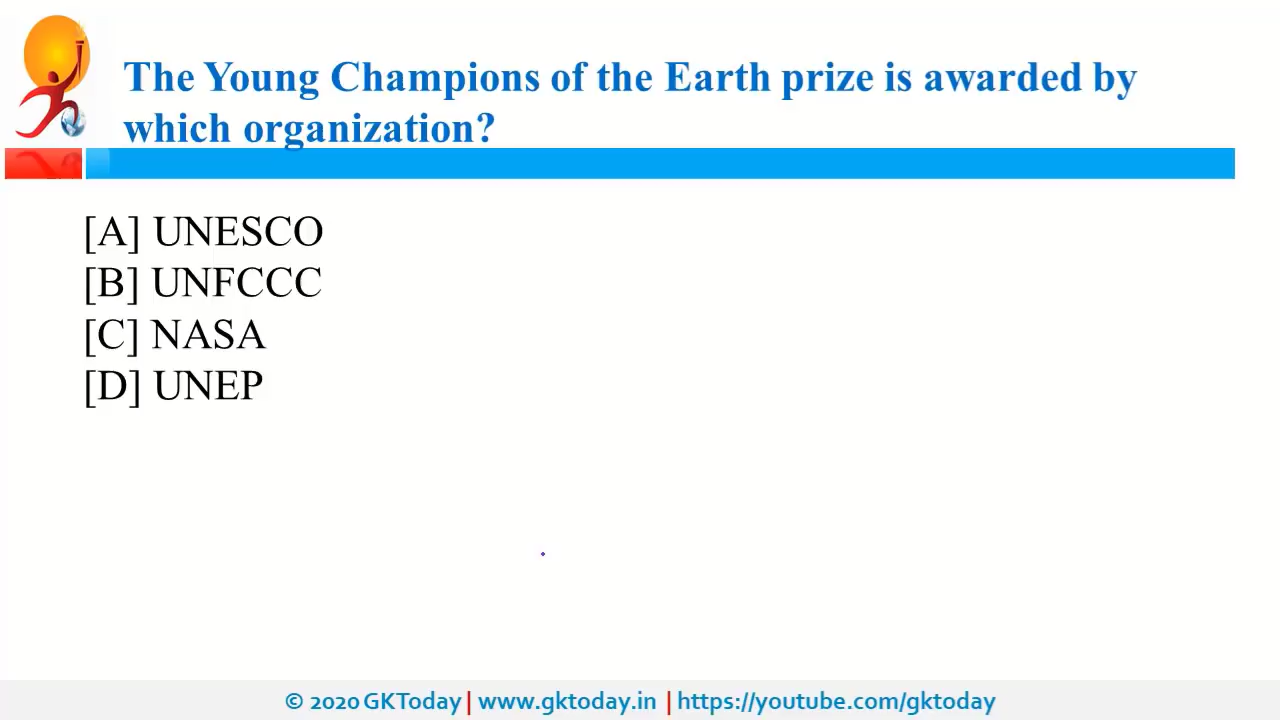 The Young Champions of the Earth prize is awarded by
which organization?
[A] UNESCO
[B] UNFCCC
[C] NASA
[D] UNEP
© 2020 GKToday | www.gktoday.in | https://youtube.com/gktoday